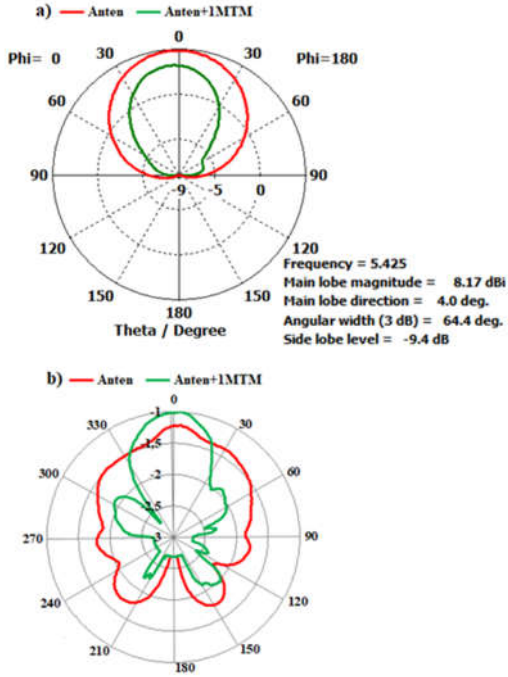 a) Anten Anten+1MTM
0
Phi= 0 30 30 Phi=180
60 60
90 -9 -5 0 90
120 120
150 150
180
Theta / Degree
Frequency = 5.425
Main lobe magnitude = 8.17 dBi
Main lobe direction = 4.0 deg.
Angular width (3 dB) = 64.4 deg.
Side lobe level = -9.4 dB
b) Anten Anten+1MTM
0
330 -1 30
-1,5
300 -2 60
-2,5
270 -3 90
240 120
210 150
180